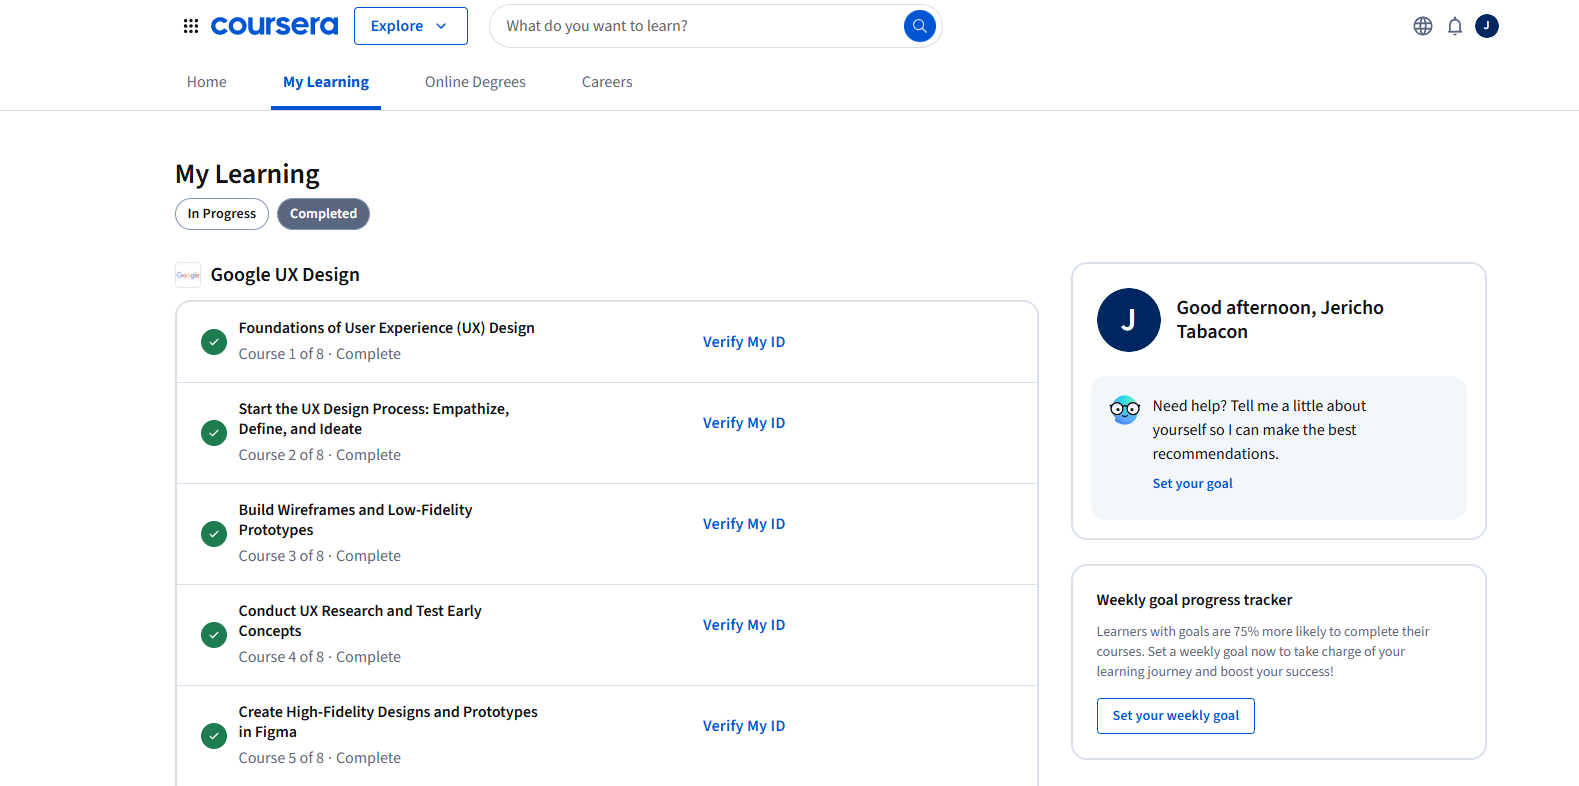 coursera
Explore
What do you want to learn?
J
Home
My Learning
Online Degrees
Careers
My Learning
In Progress
Completed
Google
Google UX Design
Foundations of User Experience (UX) Design
Course 1 of 8 · Complete
Verify My ID
Start the UX Design Process: Empathize,
Define, and Ideate
Course 2 of 8 · Complete
Verify My ID
Build Wireframes and Low-Fidelity
Prototypes
Course 3 of 8 · Complete
Verify My ID
Conduct UX Research and Test Early
Concepts
Course 4 of 8 · Complete
Verify My ID
Create High-Fidelity Designs and Prototypes
in Figma
Course 5 of 8 · Complete
Verify My ID
J
Good afternoon, Jericho
Tabacon
Need help? Tell me a little about
yourself so I can make the best
recommendations.
Set your goal
Weekly goal progress tracker
Learners with goals are 75% more likely to complete their
courses. Set a weekly goal now to take charge of your
learning journey and boost your success!
Set your weekly goal